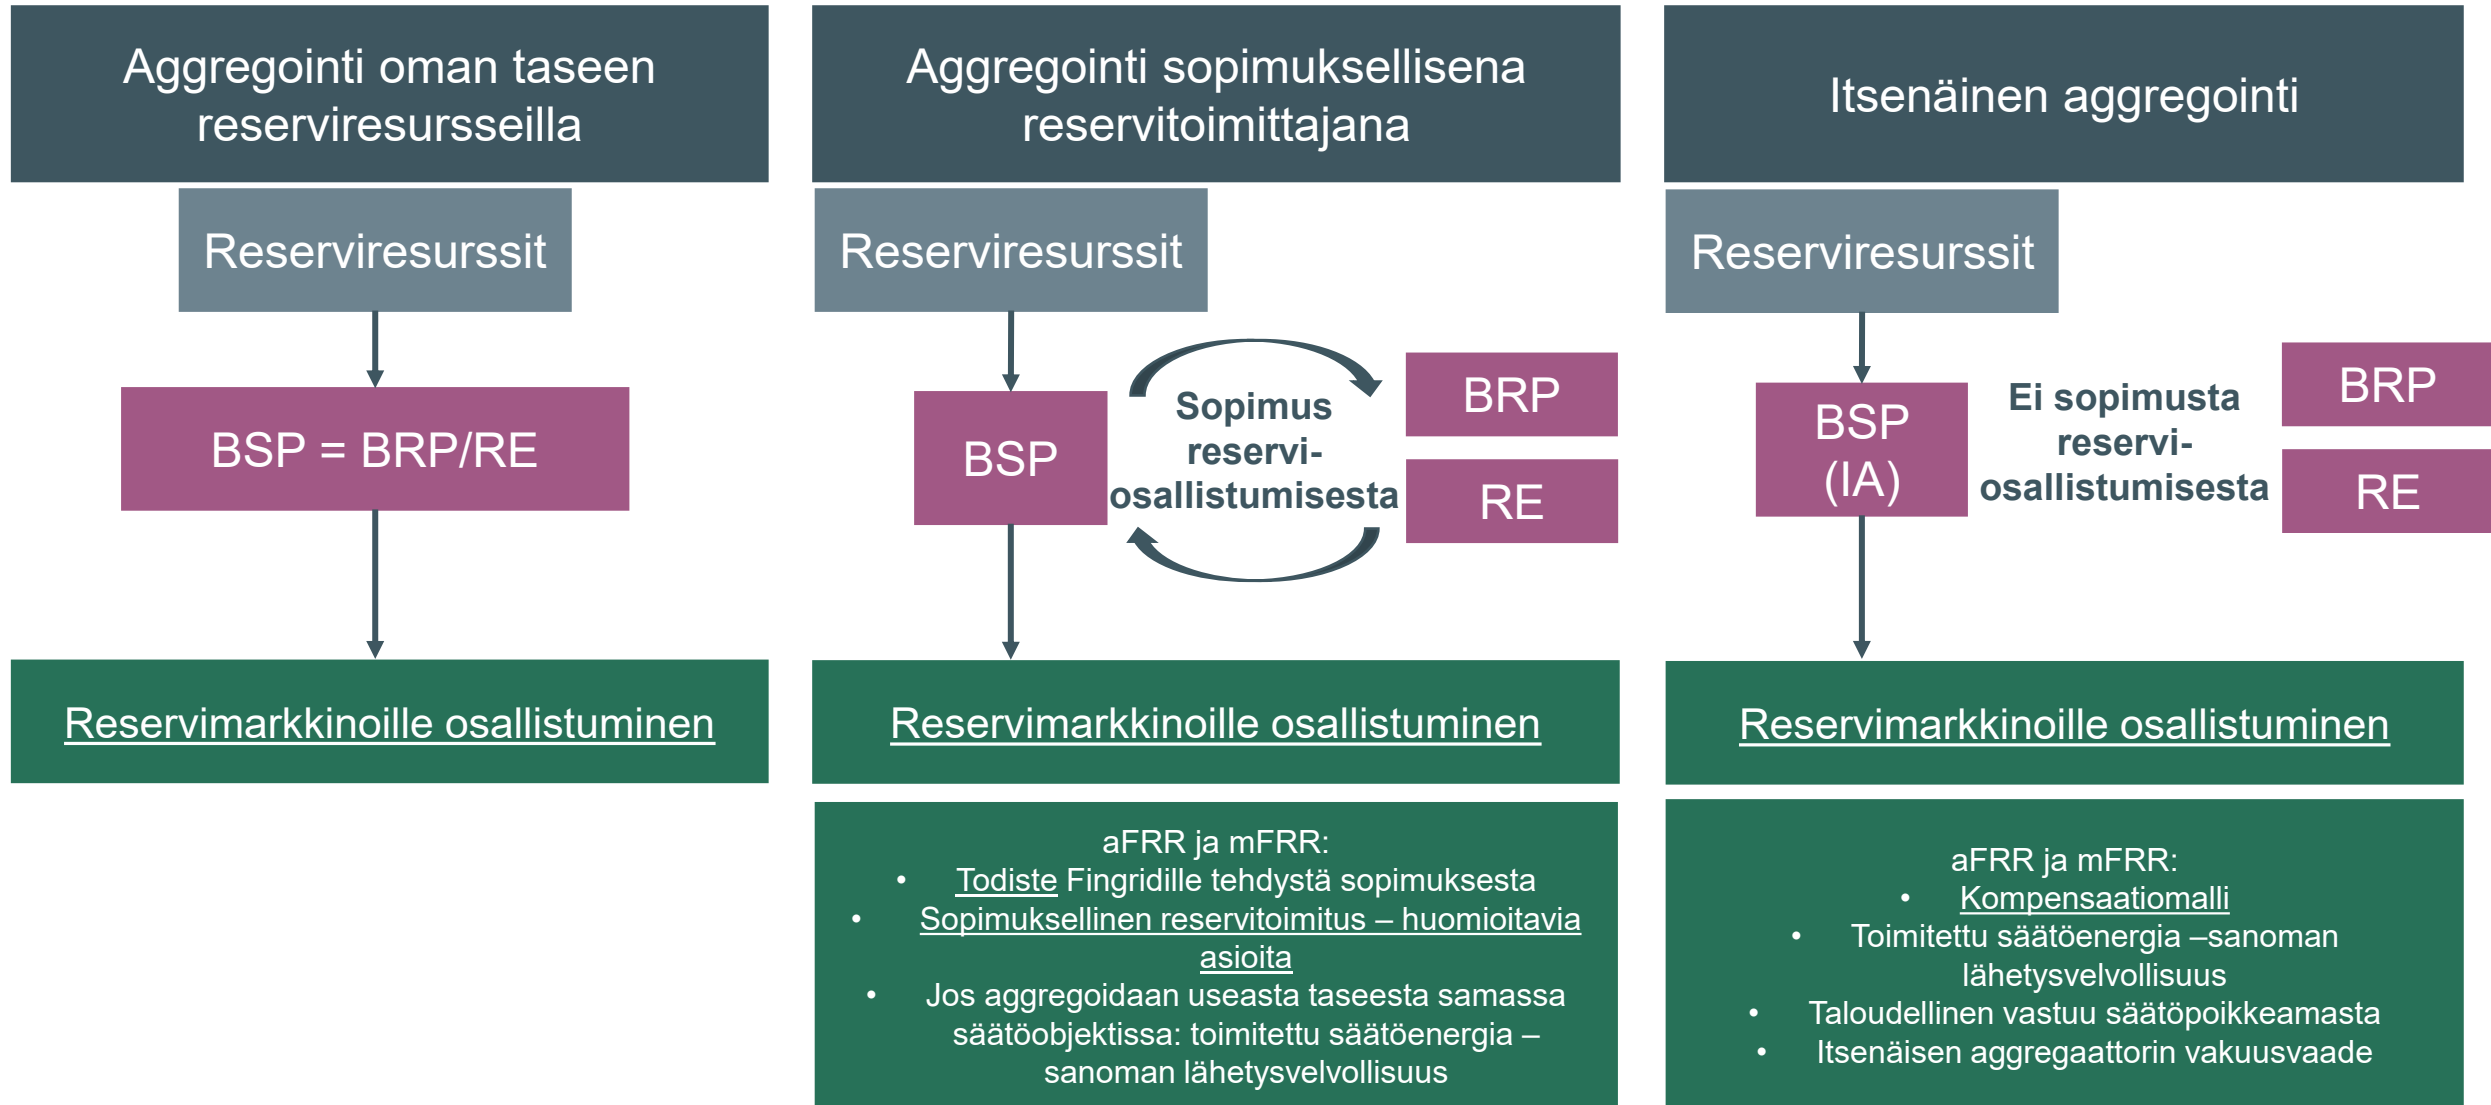 Aggregointi oman taseen
reserviresursseilla
Reserviresurssit
BSP = BRP/RE
Reservimarkkinoille osallistuminen
Aggregointi sopimuksellisena
reservitoimittajana
Reserviresurssit
BSP
Sopimus
reservi-
osallistumisesta
BRP
RE
Reservimarkkinoille osallistuminen
aFRR ja mFRR:
• Todiste Fingridille tehdystä sopimuksesta
• Sopimuksellinen reservitoimitus – huomioitavia
asioita
• Jos aggregoidaan useasta taseesta samassa
säätöobjektissa: toimitettu säätöenergia –
sanoman lähetysvelvollisuus
Itsenäinen aggregointi
Reserviresurssit
BSP
(IA)
Ei sopimusta
reservi-
osallistumisesta
BRP
RE
Reservimarkkinoille osallistuminen
aFRR ja mFRR:
• Kompensaatiomalli
• Toimitettu säätöenergia –sanoman
lähetysvelvollisuus
• Taloudellinen vastuu säätöpoikkeamasta
• Itsenäisen aggregaattorin vakuusvaade